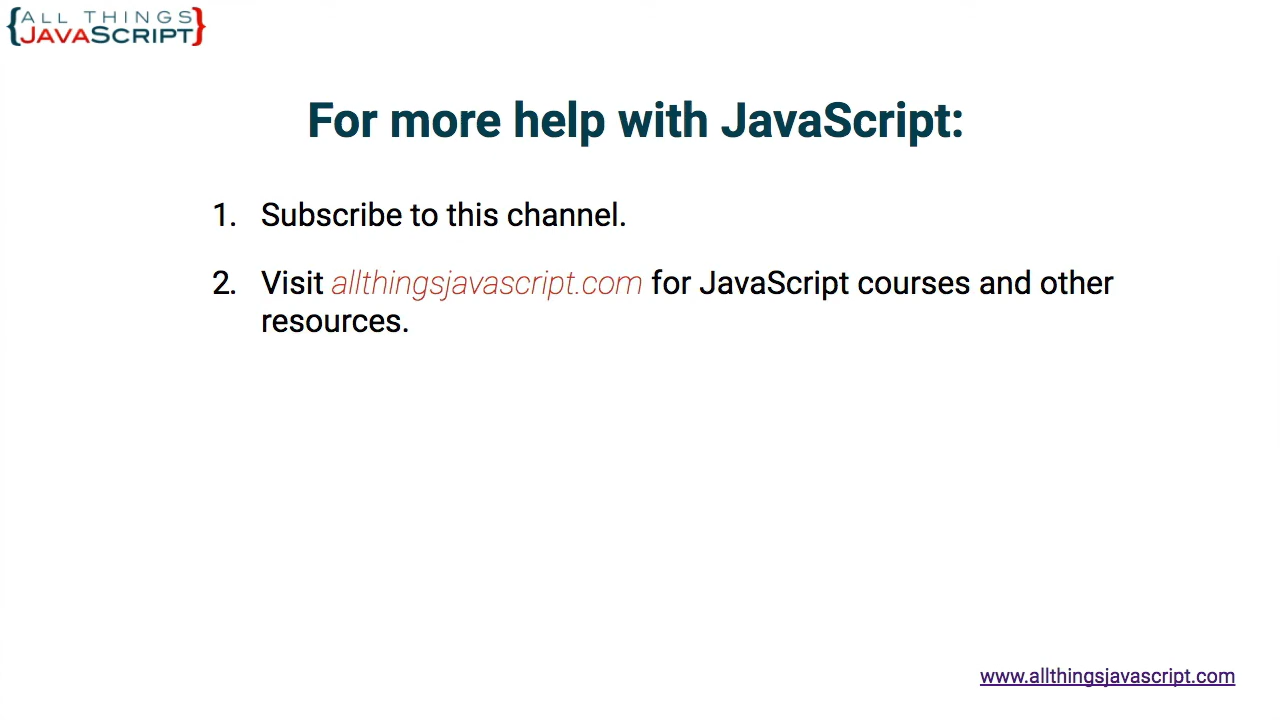 {ALL THINGS
JAVASCRIPT}
For more help with JavaScript:
1. Subscribe to this channel.
2. Visit allthingsjavascript.com for JavaScript courses and other
resources.
www.allthingsjavascript.com